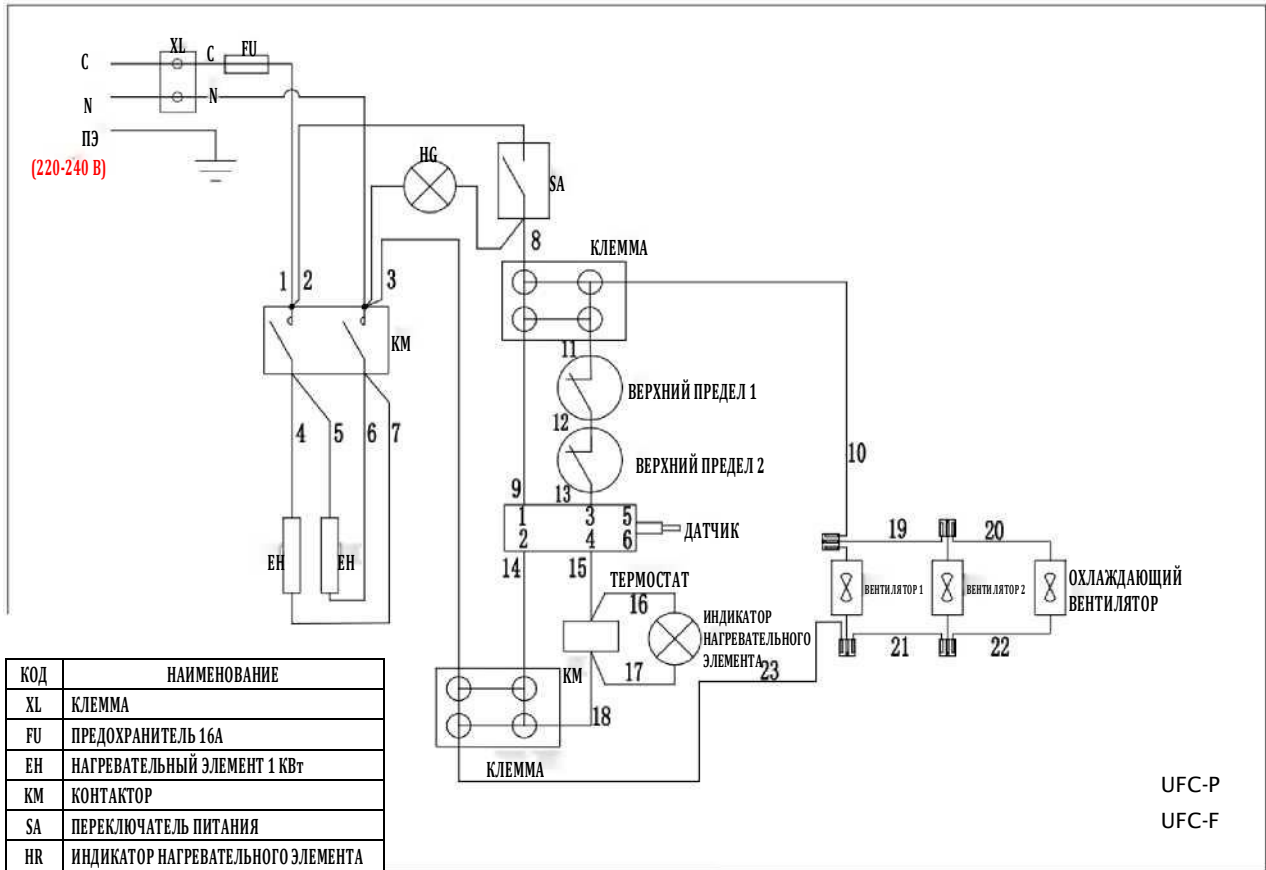 XL
C
C
FU
N
N
ПЭ
(220-240 В)
HG
SA
8
КЛЕММА
1
2
3
KM
11
ВЕРХНИЙ ПРЕДЕЛ 1
12
4
5
6
7
ВЕРХНИЙ ПРЕДЕЛ 2
10
9
13
1
3
5
2
4
6
ДАТЧИК
19
20
EH
EH
14
15
ТЕРМОСТАТ
16
ВЕНТИЛЯТОР 1
ВЕНТИЛЯТОР 2
ОХЛАЖДАЮЩИЙ
ВЕНТИЛЯТОР
ИНДИКАТОР
НАГРЕВАТЕЛЬНОГО
ЭЛЕМЕНТА
21
22
KM
17
23
18
КЛЕММА
КОД НАИМЕНОВАНИЕ
XL КЛЕММА
FU ПРЕДОХРАНИТЕЛЬ 16А
EH НАГРЕВАТЕЛЬНЫЙ ЭЛЕМЕНТ 1 КВт
KM КОНТАКТОР
SA ПЕРЕКЛЮЧАТЕЛЬ ПИТАНИЯ
HR ИНДИКАТОР НАГРЕВАТЕЛЬНОГО ЭЛЕМЕНТА
UFC-P
UFC-F